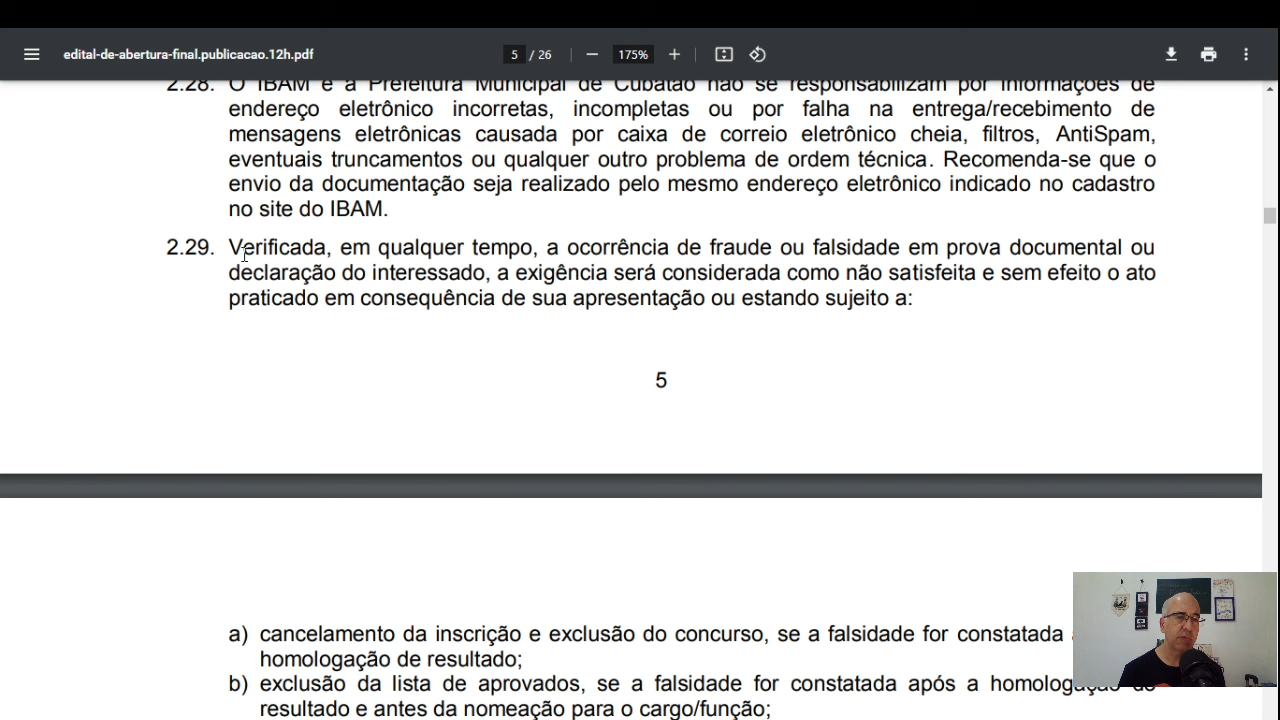 edital-de-abertura-final.publicacao.12h.pdf
5 / 26
175%
2.28. O IBAM e a Prefeitura Municipal de Cubatão não se responsabilizam por informações de
endereço eletrônico incorretas, incompletas ou por falha na entrega/recebimento de
mensagens eletrônicas causada por caixa de correio eletrônico cheia, filtros, AntiSpam,
eventuais truncamentos ou qualquer outro problema de ordem técnica. Recomenda-se que o
envio da documentação seja realizado pelo mesmo endereço eletrônico indicado no cadastro
no site do IBAM.
2.29. Verificada, em qualquer tempo, a ocorrência de fraude ou falsidade em prova documental ou
declaração do interessado, a exigência será considerada como não satisfeita e sem efeito o ato
praticado em consequência de sua apresentação ou estando sujeito a:
5
a) cancelamento da inscrição e exclusão do concurso, se a falsidade for constatada
homologação de resultado;
b) exclusão da lista de aprovados, se a falsidade for constatada após a homologação de
resultado e antes da nomeação para o cargo/função;